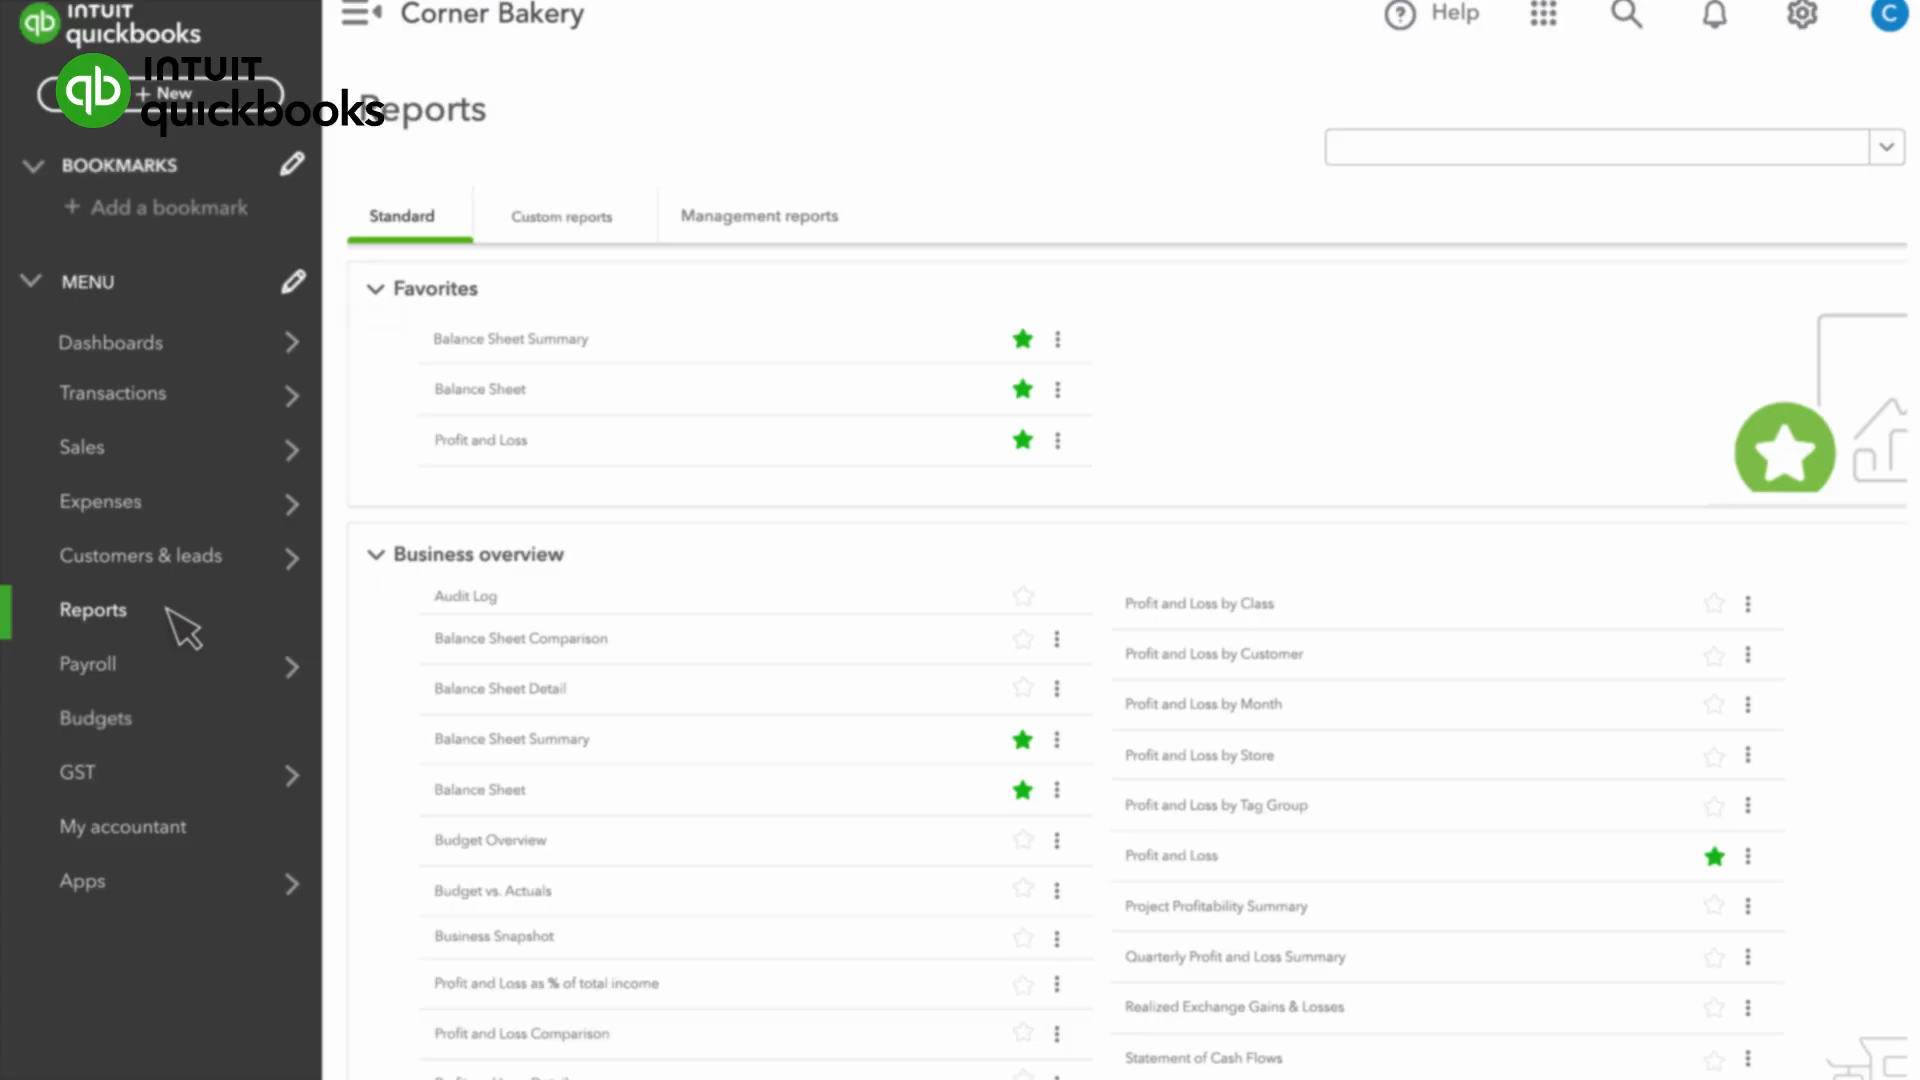 INTUIT
quickbooks
INTUIT
quickbooks
+ New
BOOKMARKS
+ Add a bookmark
MENU
Dashboards
Transactions
Sales
Expenses
Customers & leads
Reports
Payroll
Budgets
GST
My accountant
Apps
Corner Bakery
? Help
C
Reports
Standard
Custom reports
Management reports
Favorites
Balance Sheet Summary
Balance Sheet
Profit and Loss
Business overview
Audit Log
Balance Sheet Comparison
Balance Sheet Detail
Balance Sheet Summary
Balance Sheet
Budget Overview
Budget vs. Actuals
Business Snapshot
Profit and Loss as % of total income
Profit and Loss Comparison
Profit and Loss by Class
Profit and Loss by Customer
Profit and Loss by Month
Profit and Loss by Store
Profit and Loss by Tag Group
Profit and Loss
Project Profitability Summary
Quarterly Profit and Loss Summary
Realized Exchange Gains & Losses
Statement of Cash Flows